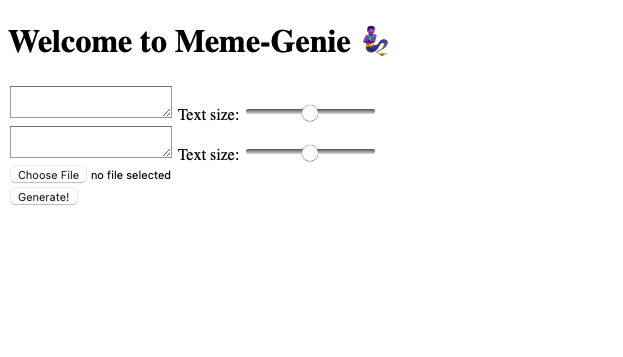 Welcome to Meme-Genie 🧞‍♂️
Text size:
Text size:
Choose File no file selected
Generate!